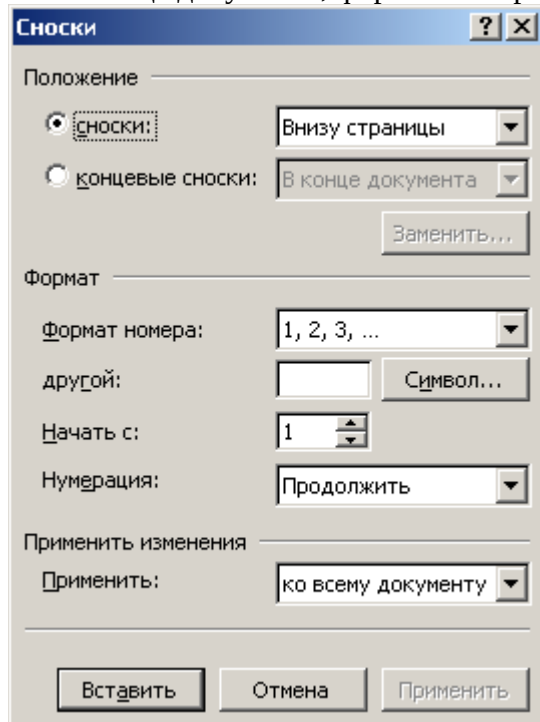 Сноски
Положение
сноски: Внизу страницы
концевые сноски: В конце документа
Заменить...
Формат
Формат номера: 1, 2, 3, ...
другой: Символ...
Начать с: 1
Нумерация: Продолжить
Применить изменения
Применить: ко всему документу
Вставить Отмена Применить